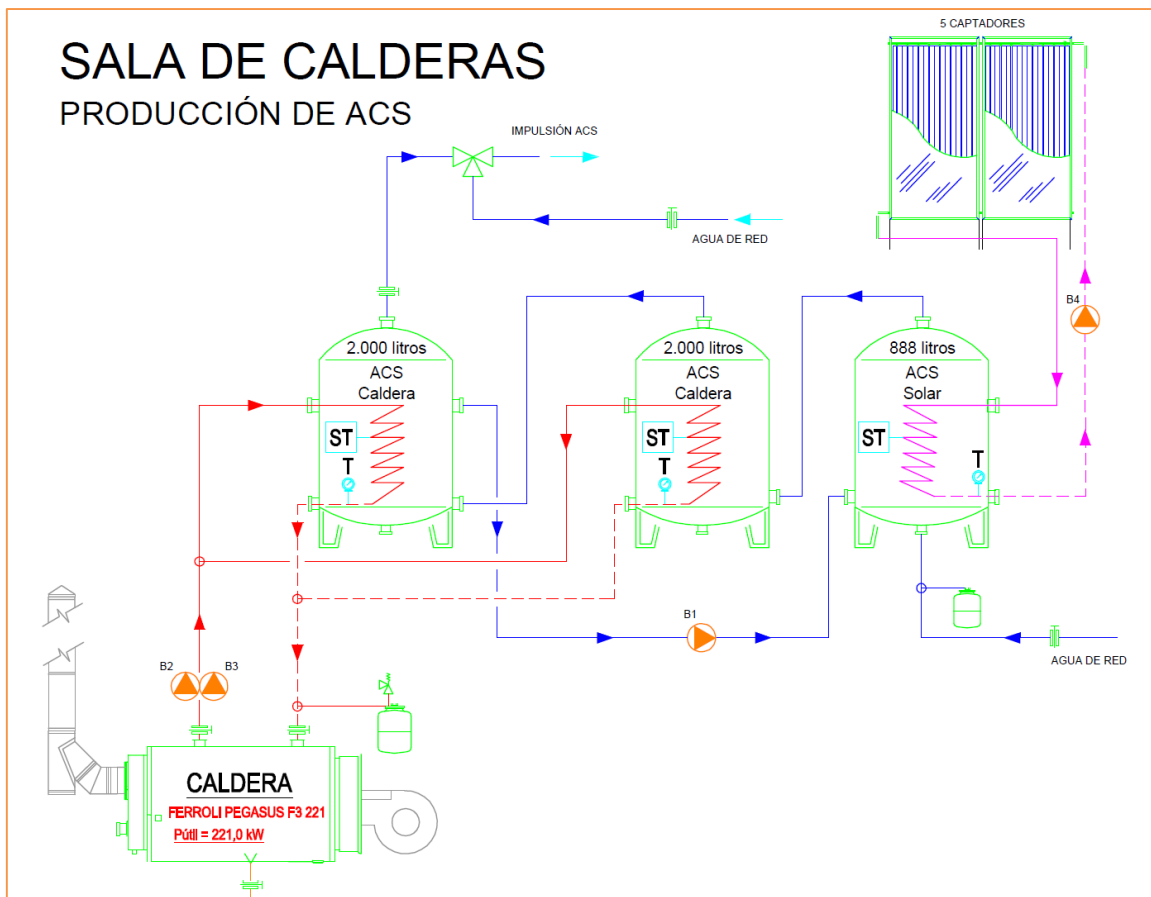 SALA DE CALDERAS
PRODUCCIÓN DE ACS
5 CAPTADORES
IMPULSIÓN ACS
AGUA DE RED
B4
2.000 litros
ACS
Caldera
ST
T
2.000 litros
ACS
Caldera
ST
T
888 litros
ACS
Solar
ST
T
B1
AGUA DE RED
B2
B3
CALDERA
FERROLI PEGASUS F3 221
Pútil = 221,0 kW